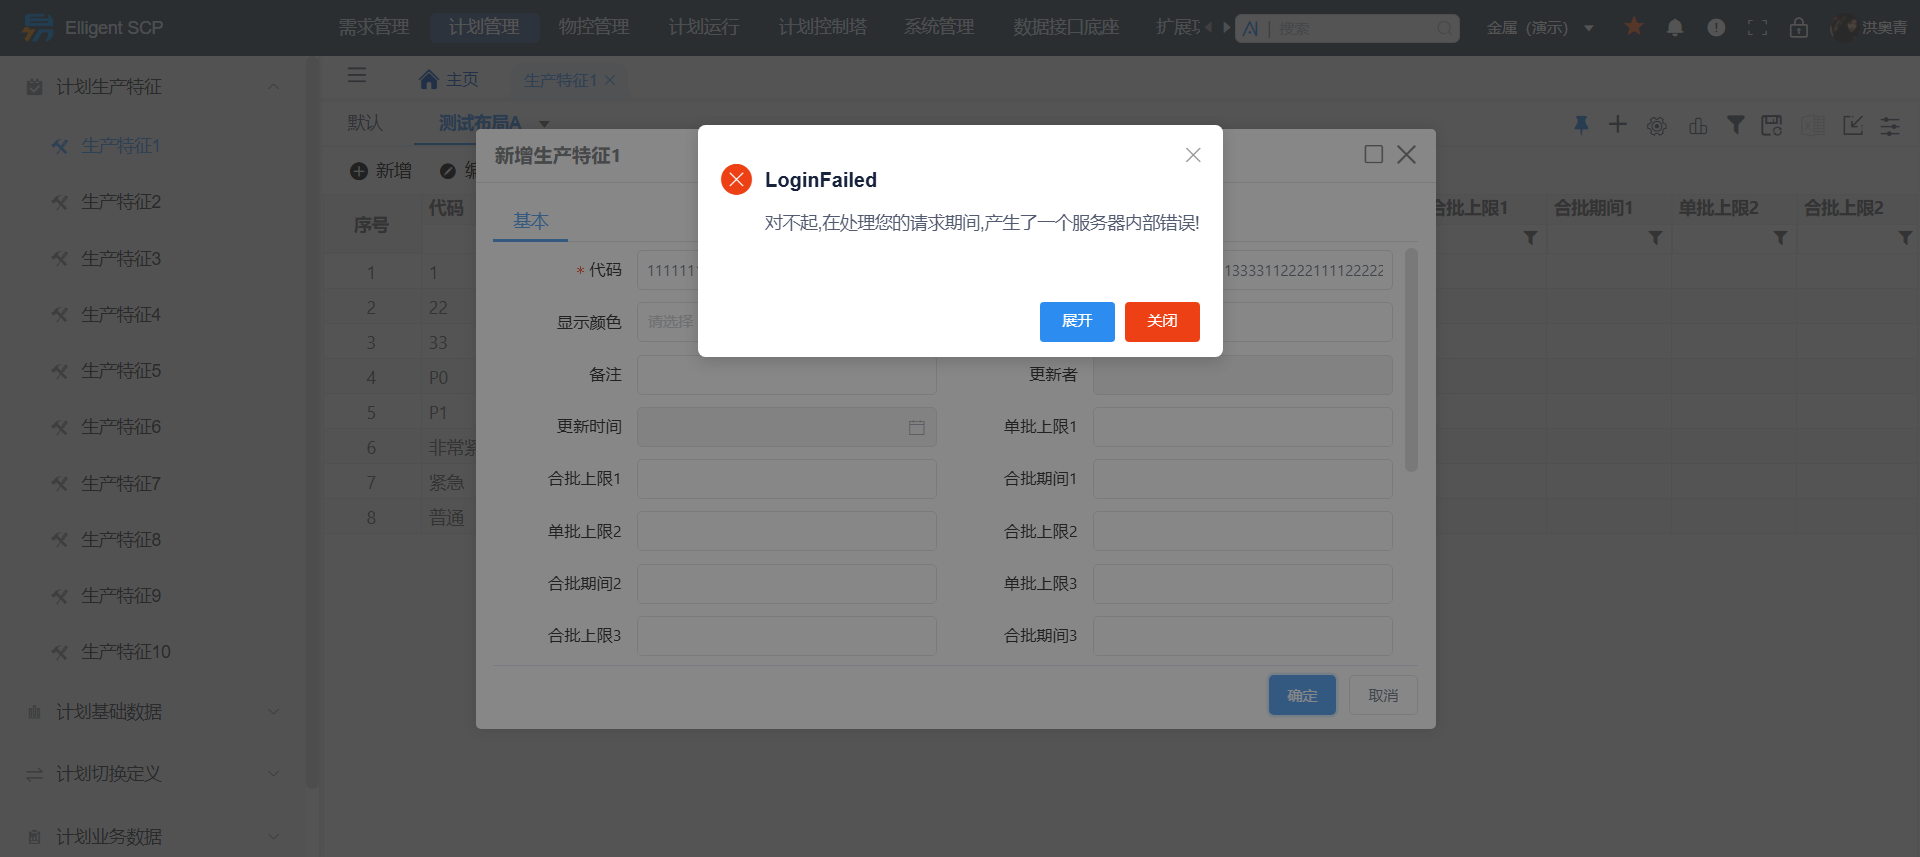 Elligent SCP
需求管理 计划管理 物控管理 计划运行 计划控制塔 系统管理 数据接口底座 扩展
AI | 搜索
金属 (演示)
洪奥青
计划生产特征
生产特征1
生产特征2
生产特征3
生产特征4
生产特征5
生产特征6
生产特征7
生产特征8
生产特征9
生产特征10
计划基础数据
计划切换定义
计划业务数据
主页 生产特征1
默认 测试布局A
新增
序号 代码 合批上限1 合批期间1 单批上限2 合批上限2
1 1
2 22
3 33
4 P0
5 P1
6 非常紧
7 紧急
8 普通
新增生产特征1
基本
* 代码 111111 13333112222111122222
显示颜色 请选择
备注 更新者
更新时间 单批上限1
合批上限1 合批期间1
单批上限2 合批上限2
合批期间2 单批上限3
合批上限3 合批期间3
确定 取消
LoginFailed
对不起,在处理您的请求期间,产生了一个服务器内部错误!
展开 关闭